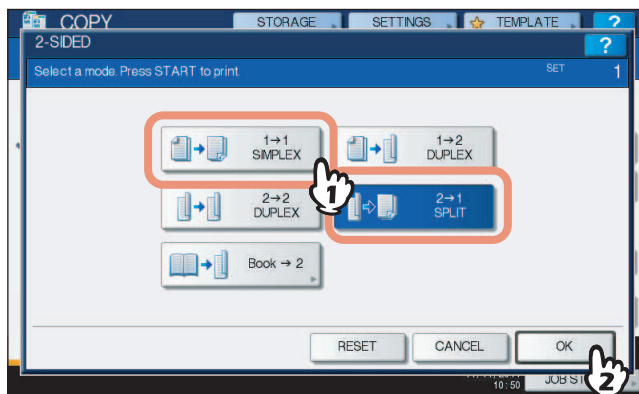 COPY
STORAGE SETTINGS TEMPLATE ?
2-SIDED ?
Select a mode. Press START to print. SET 1
1→1 SIMPLEX
1→2 DUPLEX
1
2→2 DUPLEX
2→1 SPLIT
Book → 2
RESET CANCEL OK
2
10:50 JOB ST